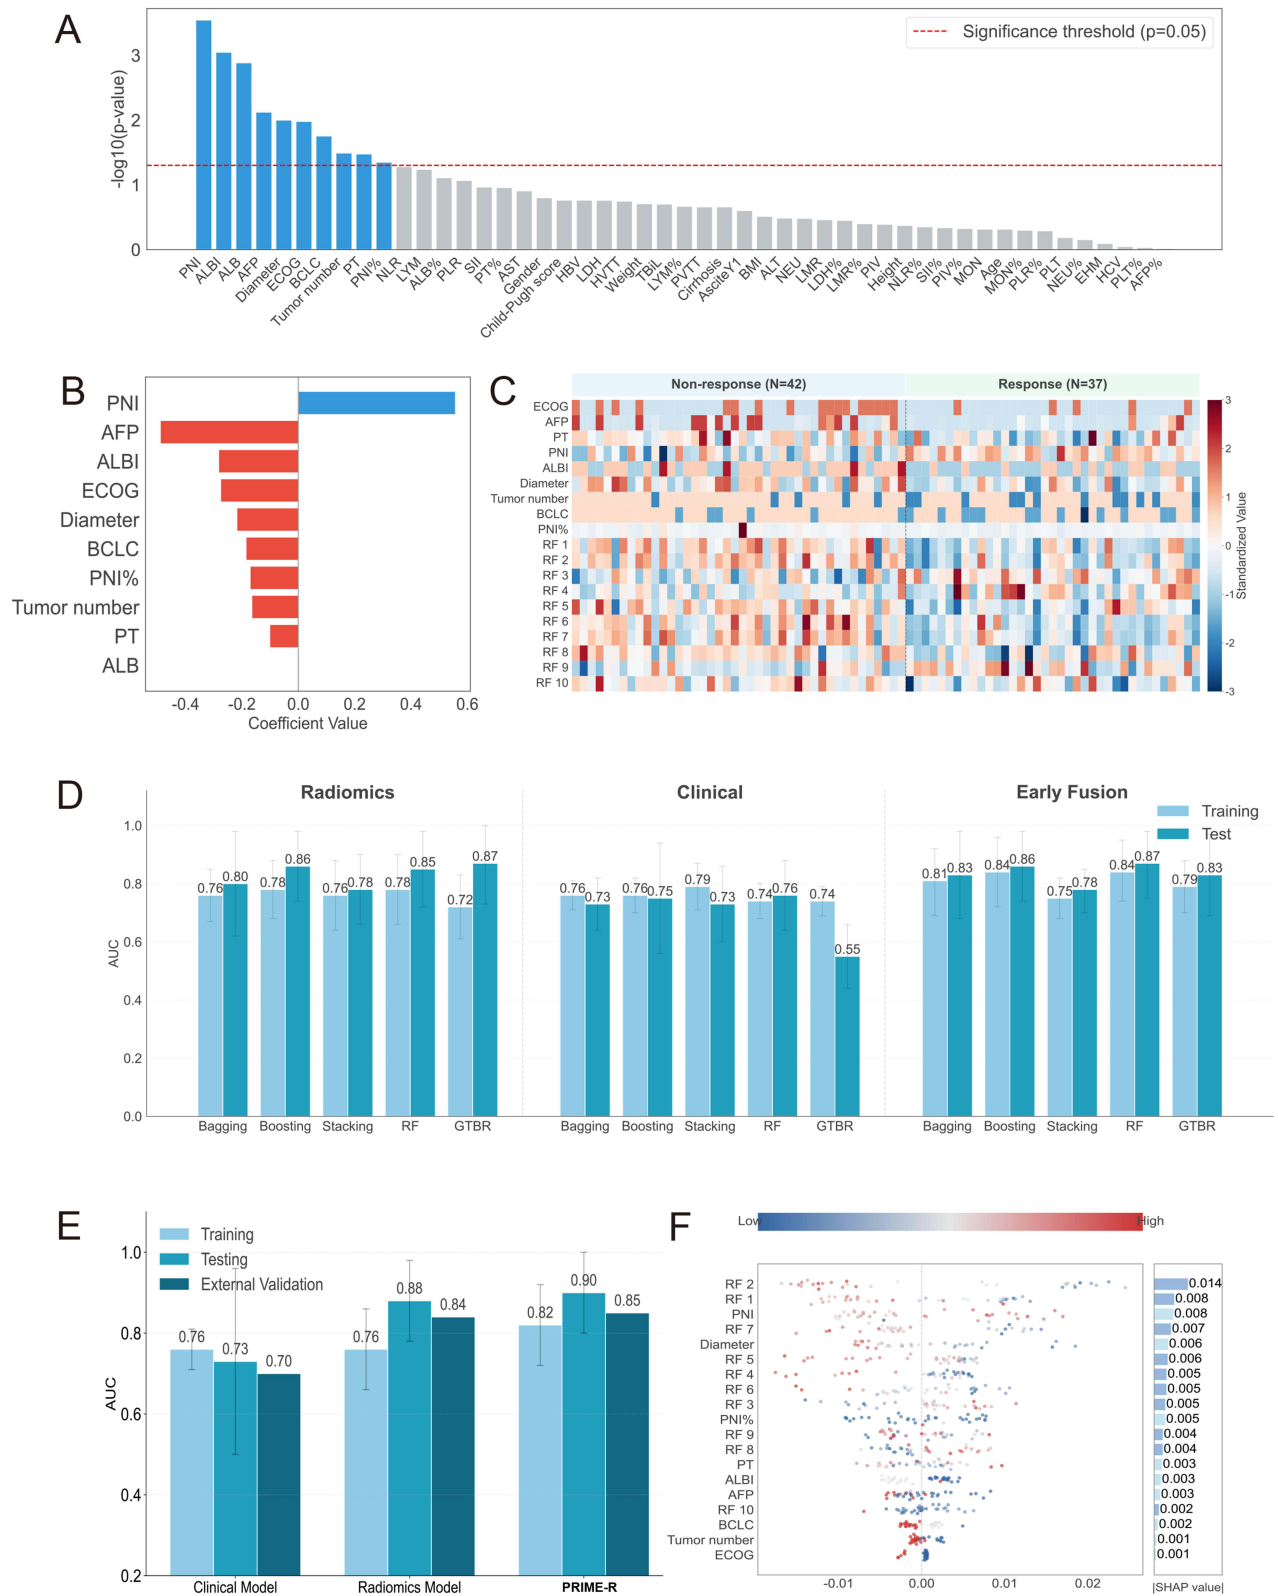 A
Significance threshold (p=0.05)
-log10(p-value)
3
2
1
0
PNI
ALBI
ALB
AFP
Diameter
ECOG
BCLC
Tumor number
PT
PNI%
NLR
LYM
ALB%
PLR
SII
PT%
AST
Gender
Child-Pugh score
HBV
LDH
HVTT
Weight
TBiL
LYM%
PVTT
Cirrhosis
AsciteY1
BMI
ALT
NEU
LMR
LDH%
LMR%
PIV
Height
NLR%
SII%
PIV%
MON
Age
MON%
PLR%
PLT
NEU%
EHM
HCV
PLT%
AFP%
B
PNI
AFP
ALBI
ECOG
Diameter
BCLC
PNI%
Tumor number
PT
ALB
-0.4 -0.2 0.0 0.2 0.4 0.6
Coefficient Value
C
Non-response (N=42) Response (N=37)
ECOG
AFP
PT
PNI
ALBI
Diameter
Tumor number
BCLC
PNI%
RF 1
RF 2
RF 3
RF 4
RF 5
RF 6
RF 7
RF 8
RF 9
RF 10
3
2
1
0
-1
-2
-3
Standardized Value
D
Radiomics Clinical Early Fusion
Training
Test
AUC
1.0
0.8
0.6
0.4
0.2
0.0
0.76 0.80 0.78 0.86 0.76 0.78 0.78 0.85 0.72 0.87
0.76 0.73 0.76 0.75 0.79 0.73 0.74 0.76 0.74 0.55
0.81 0.83 0.84 0.86 0.75 0.78 0.84 0.87 0.79 0.83
Bagging Boosting Stacking RF GTBR
Bagging Boosting Stacking RF GTBR
Bagging Boosting Stacking RF GTBR
E
Training
Testing
External Validation
AUC
1.0
0.8
0.6
0.4
0.2
0.76 0.73 0.70
0.76 0.88 0.84
0.82 0.90 0.85
Clinical Model Radiomics Model PRIME-R
F
Low High
RF 2 0.014
RF 1 0.008
PNI 0.008
RF 7 0.007
Diameter 0.006
RF 5 0.006
RF 4 0.005
RF 6 0.005
RF 3 0.005
PNI% 0.005
RF 9 0.004
RF 8 0.004
PT 0.003
ALBI 0.003
AFP 0.003
RF 10 0.002
BCLC 0.002
Tumor number 0.001
ECOG 0.001
-0.01 0.00 0.01 0.02
|SHAP value|